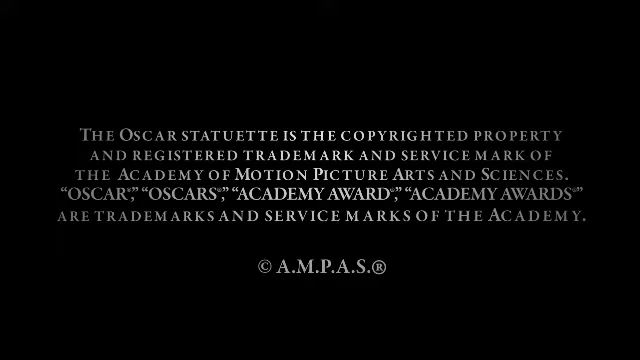 THE OSCAR STATUETTE IS THE COPYRIGHTED PROPERTY
AND REGISTERED TRADEMARK AND SERVICE MARK OF
THE ACADEMY OF MOTION PICTURE ARTS AND SCIENCES.
“OSCAR®,” “OSCARS®,” “ACADEMY AWARD®,” “ACADEMY AWARDS®”
ARE TRADEMARKS AND SERVICE MARKS OF THE ACADEMY.
© A.M.P.A.S.®